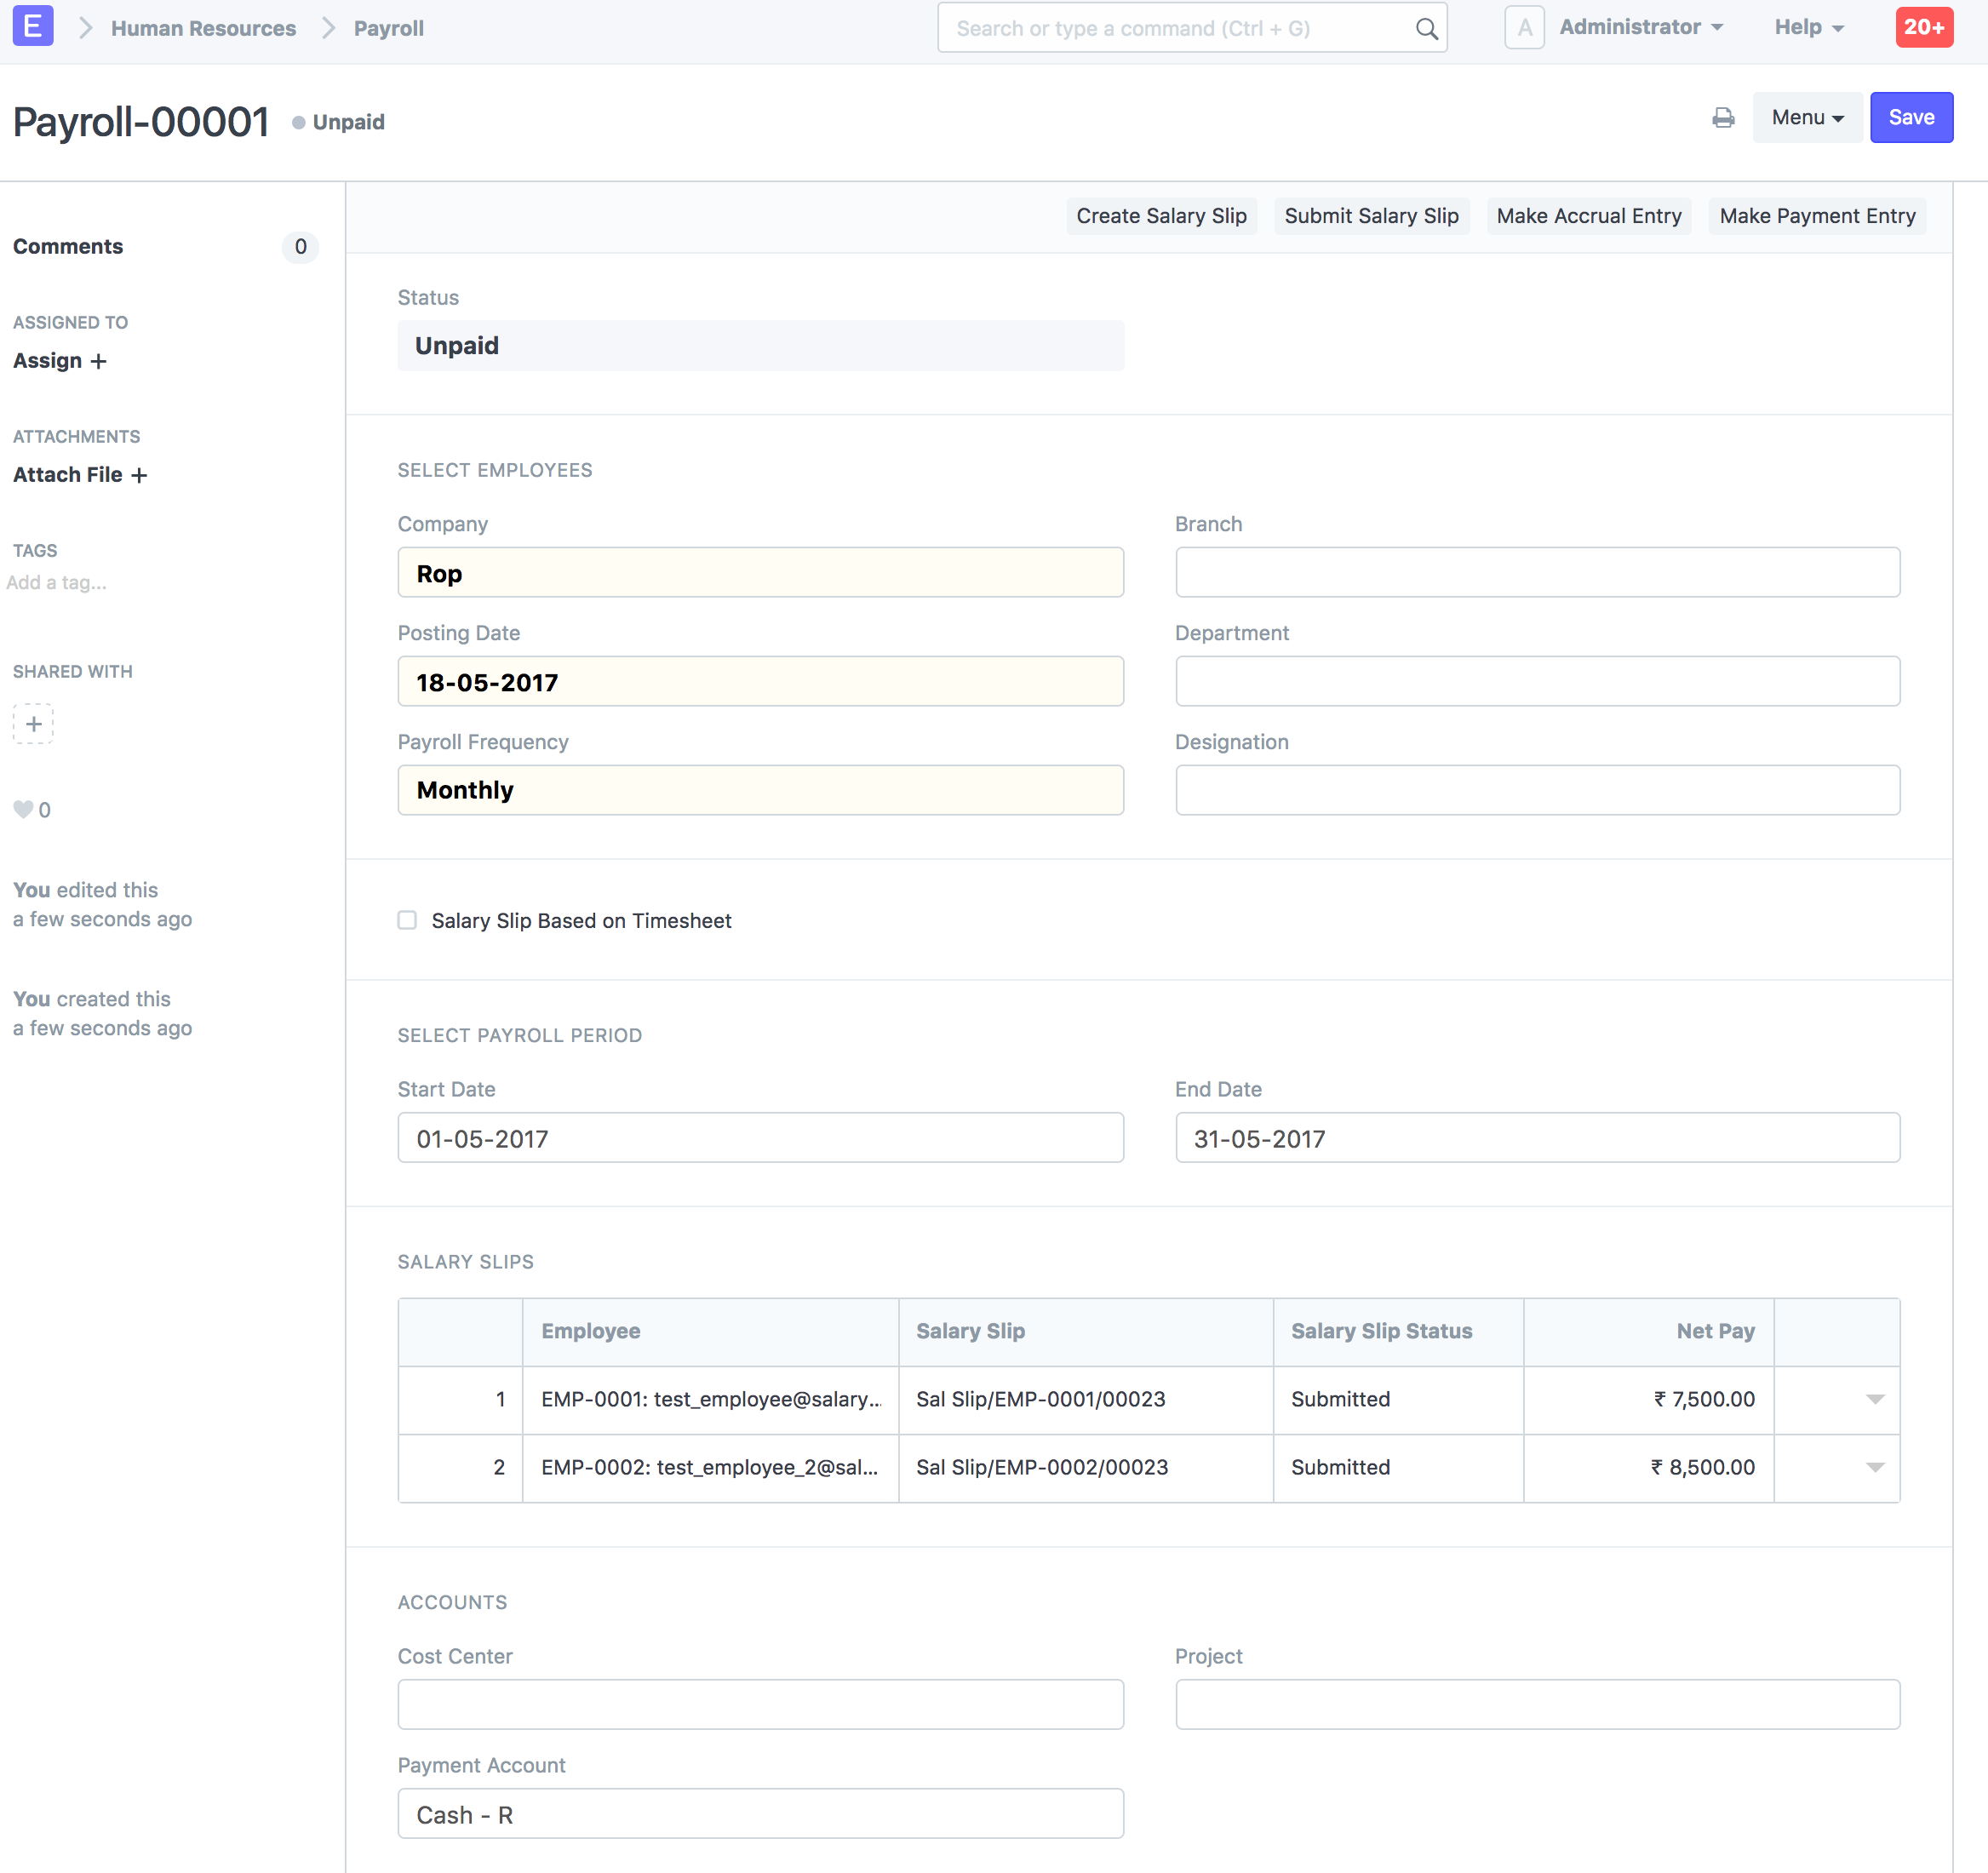 E Human Resources Payroll Search or type a command (Ctrl + G) A Administrator Help 20+
Payroll-00001 Unpaid Menu Save
Comments 0
ASSIGNED TO
Assign +
ATTACHMENTS
Attach File +
TAGS
Add a tag...
SHARED WITH
+
0
You edited this
a few seconds ago
You created this
a few seconds ago
Create Salary Slip Submit Salary Slip Make Accrual Entry Make Payment Entry
Status
Unpaid
SELECT EMPLOYEES
Company Branch
Rop
Posting Date Department
18-05-2017
Payroll Frequency Designation
Monthly
Salary Slip Based on Timesheet
SELECT PAYROLL PERIOD
Start Date End Date
01-05-2017 31-05-2017
SALARY SLIPS
Employee Salary Slip Salary Slip Status Net Pay
1 EMP-0001: test_employee@salary... Sal Slip/EMP-0001/00023 Submitted ₹ 7,500.00
2 EMP-0002: test_employee_2@sal... Sal Slip/EMP-0002/00023 Submitted ₹ 8,500.00
ACCOUNTS
Cost Center Project
Payment Account
Cash - R